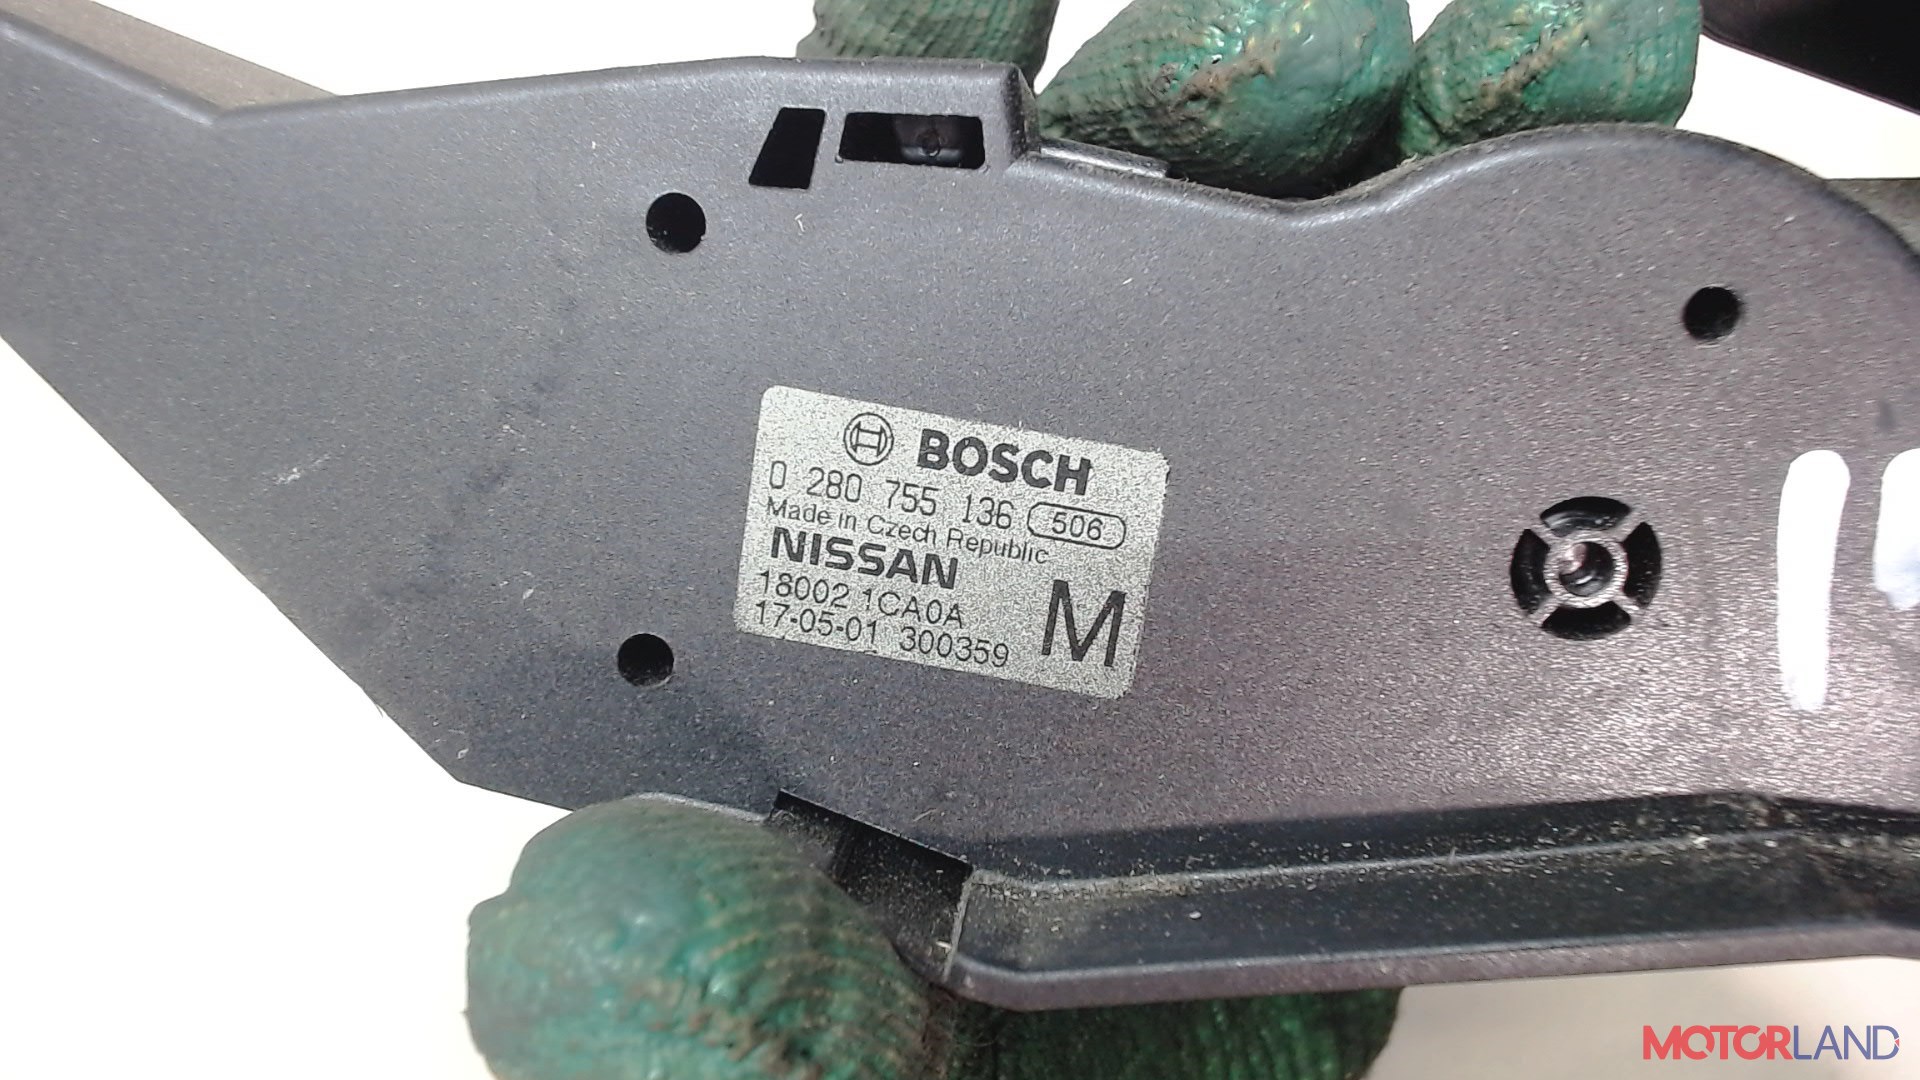 BOSCH
0 280 755 136 506
Made in Czech Republic
NISSAN
18002 1CA0A
17-05-01 300359
M
MOTORLAND